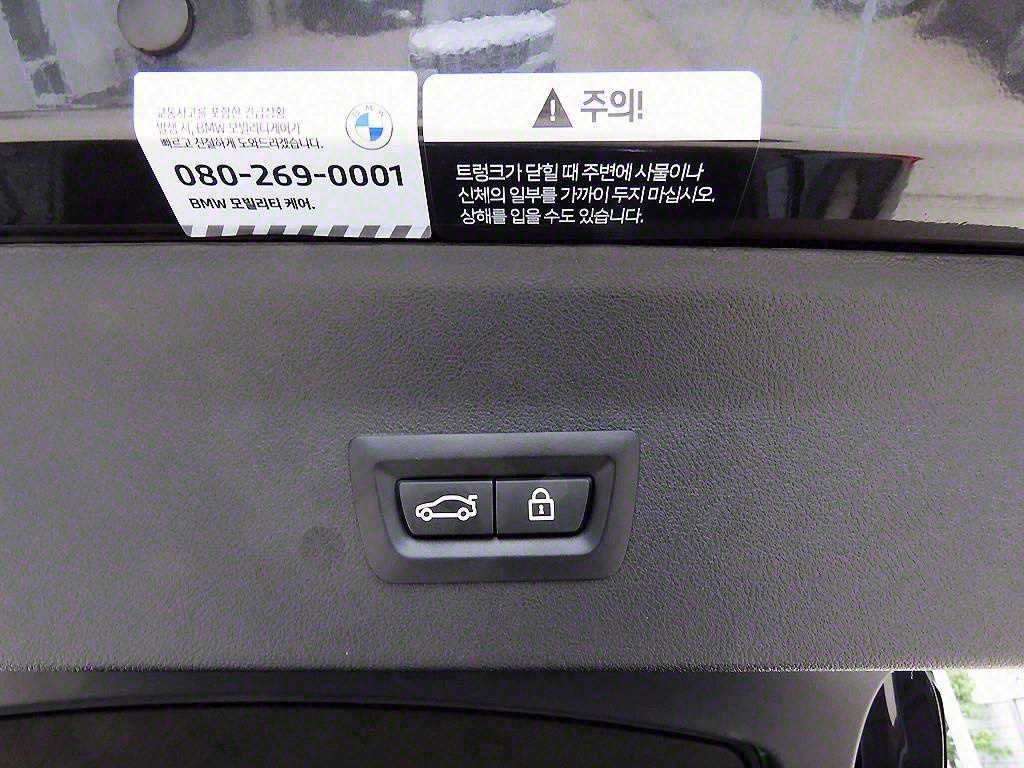 교통사고를 포함한 긴급상황
발생 시, BMW 모빌리티케어가
빠르고 친절하게 도와드리겠습니다.
080-269-0001
BMW 모빌리티 케어.
BMW
주의!
트렁크가 닫힐 때 주변에 사물이나
신체의 일부를 가까이 두지 마십시오.
상해를 입을 수도 있습니다.